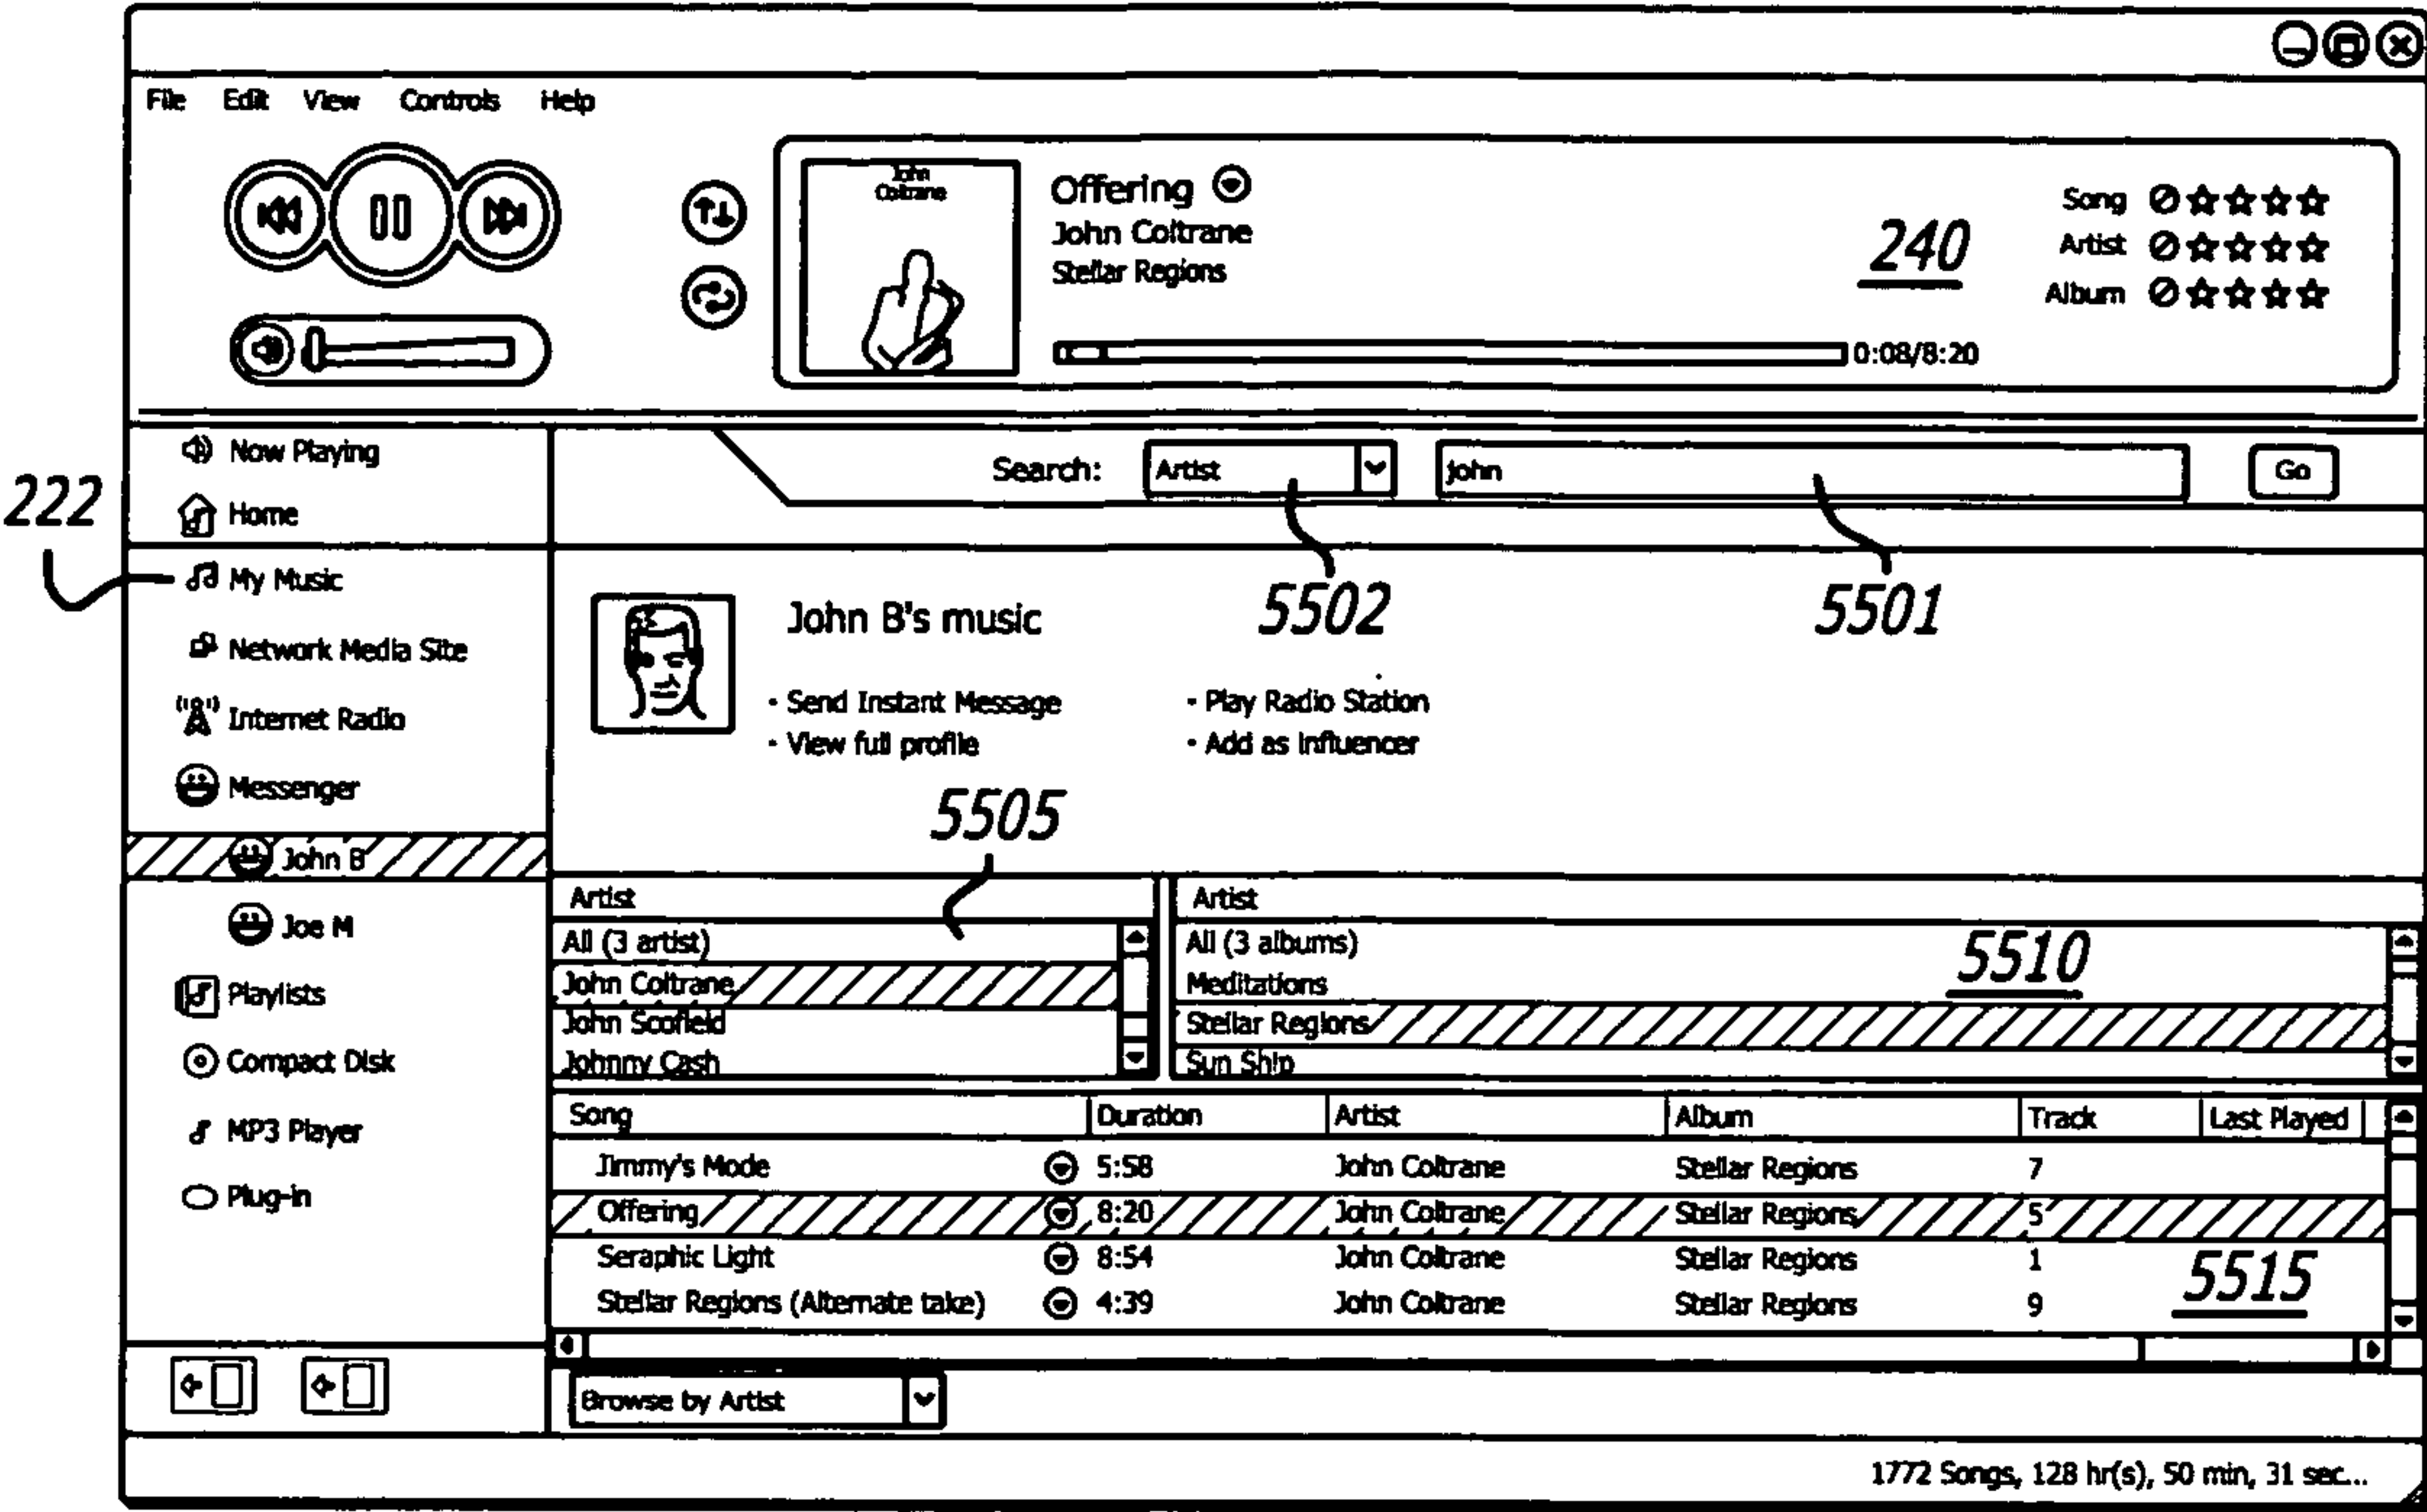 File Edit View Controls Help
John
Coltrane
Offering
John Coltrane
Stellar Regions
240
Song
Artist
Album
0:08/8:20
Now Playing
Home
222
My Music
Network Media Site
Internet Radio
Messenger
John B
Joe M
Playlists
Compact Disk
MP3 Player
Plug-in
Search: Artist john Go
5502 5501
John B's music
- Send Instant Message - Play Radio Station
- View full profile - Add as Influencer
5505
Artist
All (3 artist)
John Coltrane
John Scofield
Johnny Cash
Artist
All (3 albums)
5510
Meditations
Stellar Regions
Sun Ship
Song Duration Artist Album Track Last Played
Jimmy's Mode 5:58 John Coltrane Stellar Regions 7
Offering 8:20 John Coltrane Stellar Regions 5
Seraphic Light 8:54 John Coltrane Stellar Regions 1
5515
Stellar Regions (Alternate take) 4:39 John Coltrane Stellar Regions 9
Browse by Artist
1772 Songs, 128 hr(s), 50 min, 31 sec...